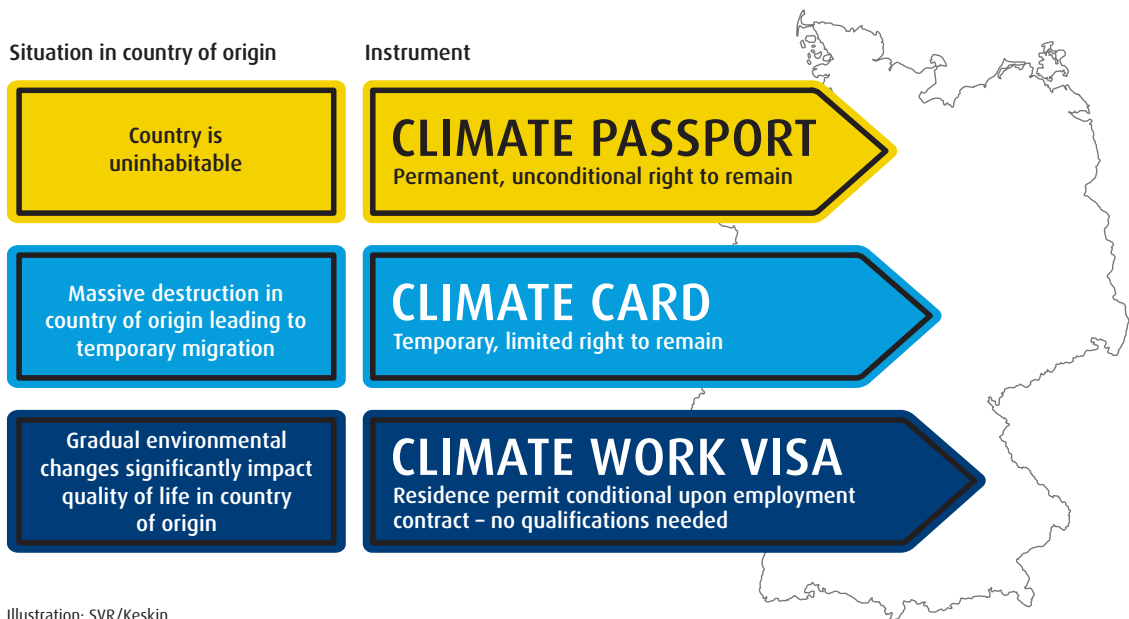 Situation in country of origin
Instrument
Country is
uninhabitable
CLIMATE PASSPORT
Permanent, unconditional right to remain
Massive destruction in
country of origin leading to
temporary migration
CLIMATE CARD
Temporary, limited right to remain
Gradual environmental
changes significantly impact
quality of life in country
of origin
CLIMATE WORK VISA
Residence permit conditional upon employment
contract – no qualifications needed
Illustration: SVR/Keskin